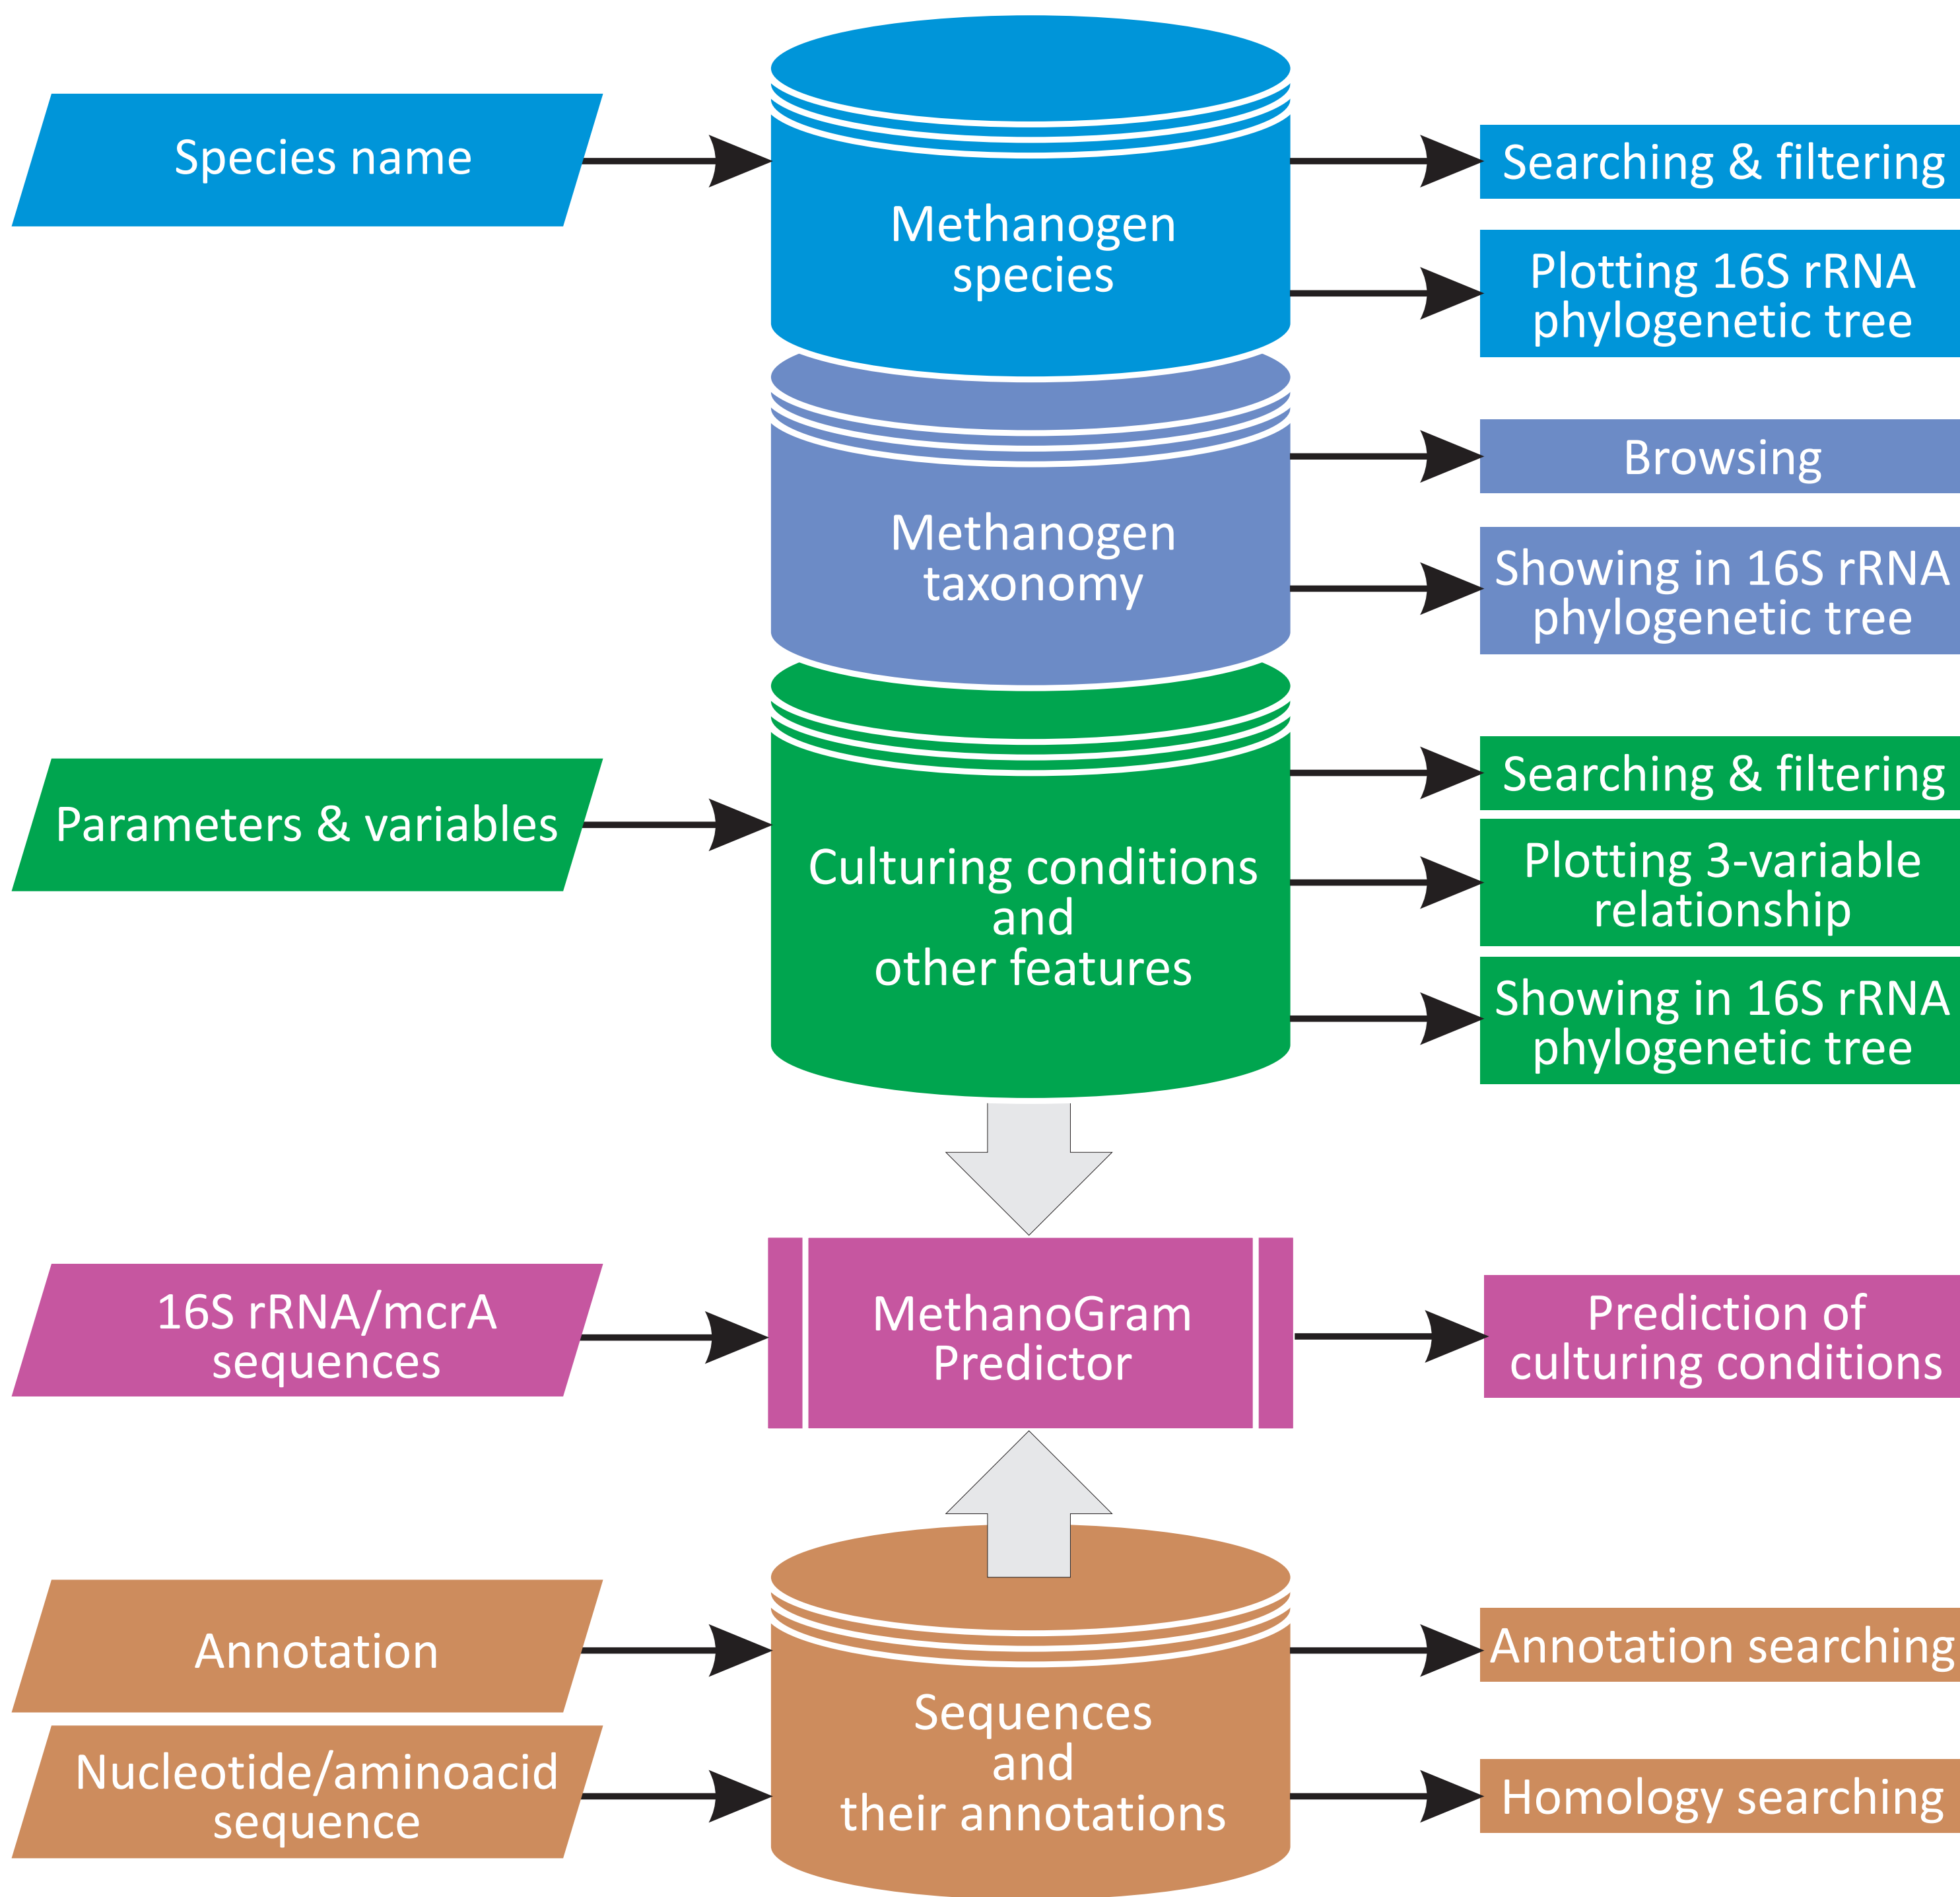 Species name
Methanogen
species
Searching & filtering
Plotting 16S rRNA
phylogenetic tree
Methanogen
taxonomy
Browsing
Showing in 16S rRNA
phylogenetic tree
Parameters & variables
Culturing conditions
and
other features
Searching & filtering
Plotting 3-variable
relationship
Showing in 16S rRNA
phylogenetic tree
16S rRNA/mcrA
sequences
MethanoGram
Predictor
Prediction of
culturing conditions
Annotation
Nucleotide/aminoacid
sequence
Sequences
and
their annotations
Annotation searching
Homology searching